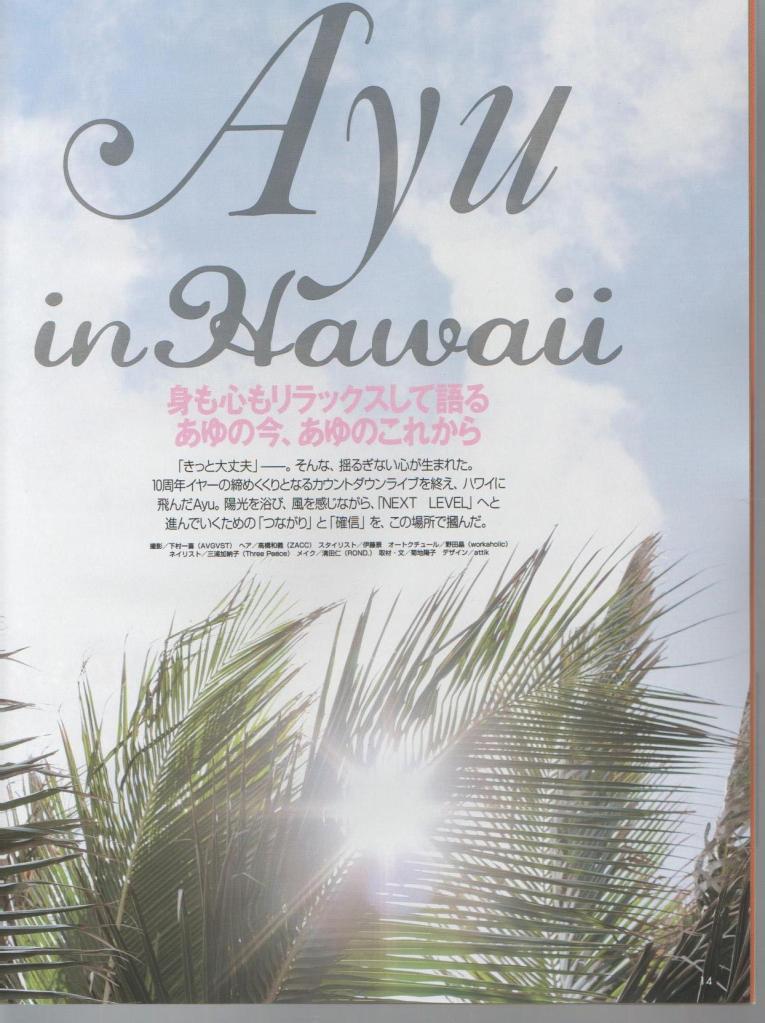 Ayu
in Hawaii
身も心もリラックスして語る
あゆの今、あゆのこれから
「きっと大丈夫」――。そんな、揺るぎない心が生まれた。
10周年イヤーの締めくくりとなるカウントダウンライブを終え、ハワイに
飛んだAyu。陽光を浴び、風を感じながら、「NEXT LEVEL」へと
進んでいくための「つながり」と「確信」を、この場所で掴んだ。
撮影／下村一喜（AVGVST） ヘア／高橋和義（ZACC） スタイリスト／伊藤景 オートクチュール／野田晶（workaholic）
ネイリスト／三浦加納子（Three Peace） メイク／濱田仁（ROND.） 取材・文／菊地陽子 デザイン／attik
14